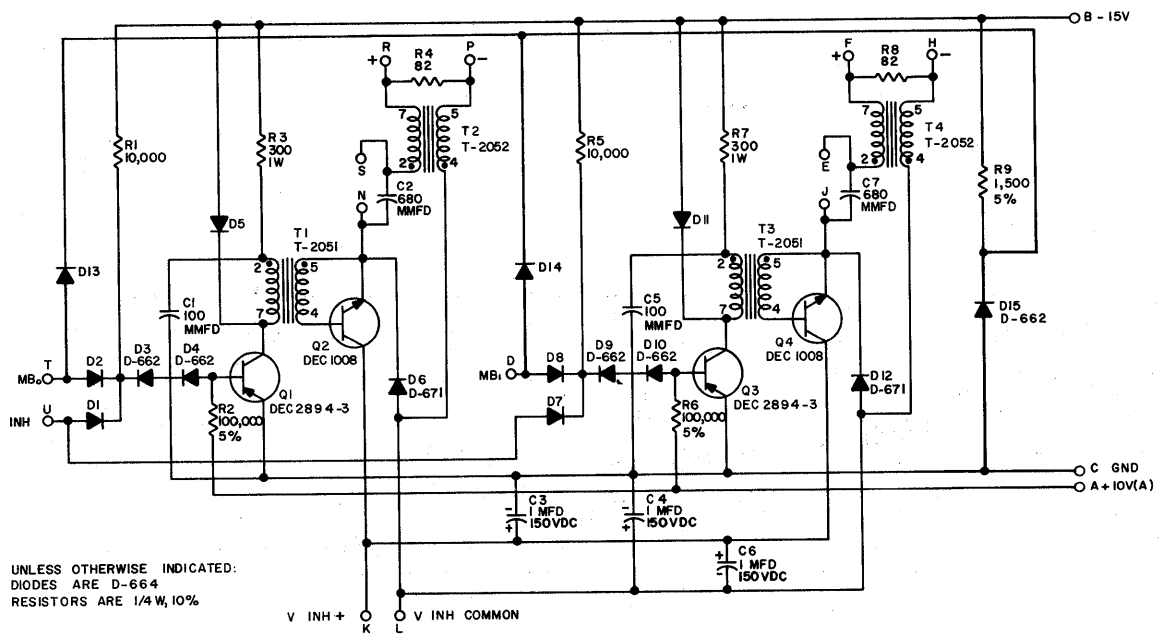 B -15V
R
+
R4
82
P
-
F
+
R8
82
H
-
7
5
2
4
T2
T-2052
7
5
2
4
T4
T-2052
R1
10,000
R3
300
1W
S
C2
680
MMFD
N
R5
10,000
R7
300
1W
E
C7
680
MMFD
J
R9
1,500
5%
D5
T1
T-2051
D11
T3
T-2051
D13
2
5
7
4
D14
2
5
7
4
C1
100
MMFD
C5
100
MMFD
D15
D-662
Q2
DEC 1008
Q4
DEC 1008
T
MB₀
D2
D3
D-662
D4
D-662
Q1
DEC 2894-3
D6
D-671
D
MB₁
D8
D9
D-662
D10
D-662
Q3
DEC 2894-3
D12
D-671
U
INH
D1
R2
100,000
5%
D7
R6
100,000
5%
C GND
A +10V(A)
C3
1 MFD
150VDC
-
+
C4
1 MFD
150VDC
-
+
C6
1 MFD
150VDC
+
-
UNLESS OTHERWISE INDICATED:
DIODES ARE D-664
RESISTORS ARE 1/4 W, 10%
V INH +
K
L
V INH COMMON